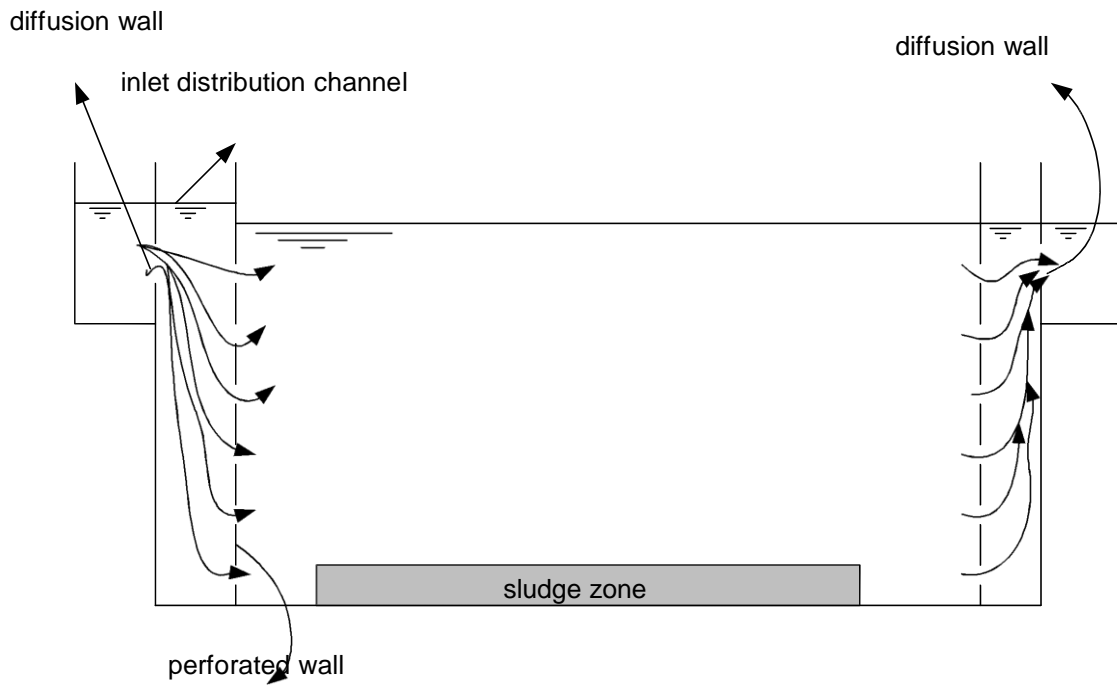 diffusion wall
diffusion wall
inlet distribution channel
sludge zone
perforated wall